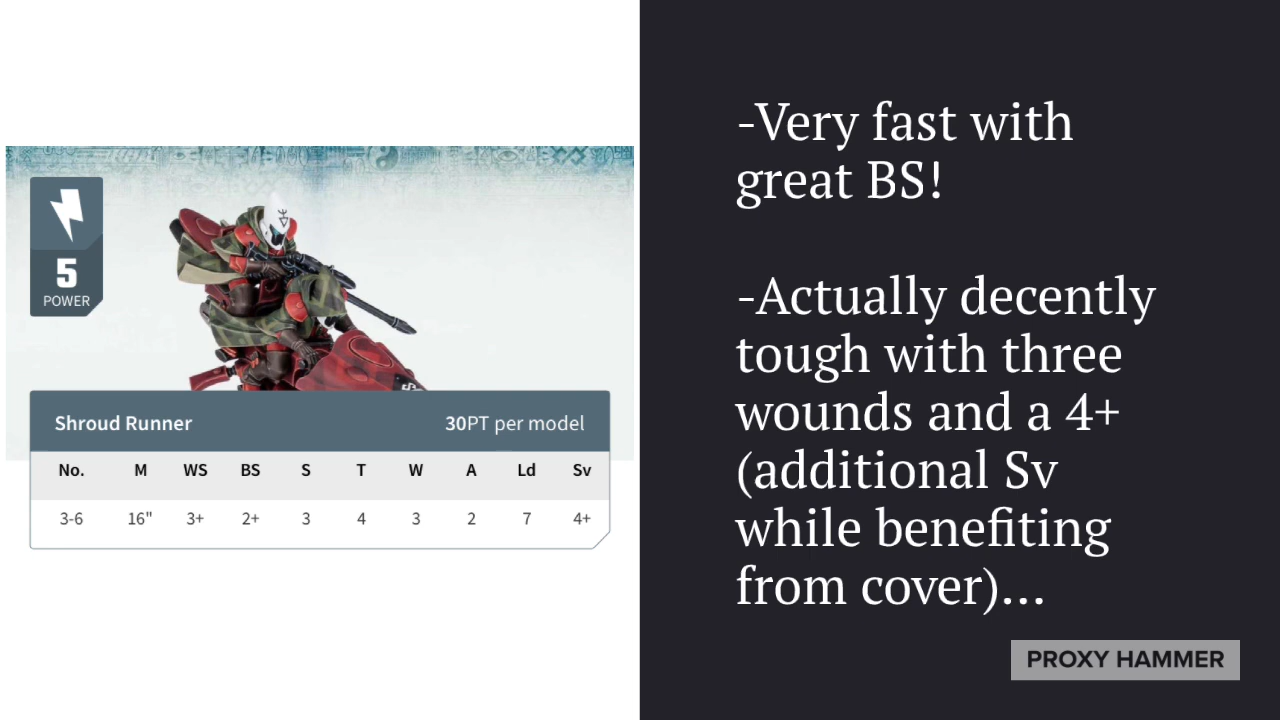 5
POWER
Shroud Runner 30PT per model
No. M WS BS S T W A Ld Sv
3-6 16" 3+ 2+ 3 4 3 2 7 4+
-Very fast with
great BS!
-Actually decently
tough with three
wounds and a 4+
(additional Sv
while benefiting
from cover)...
PROXY HAMMER